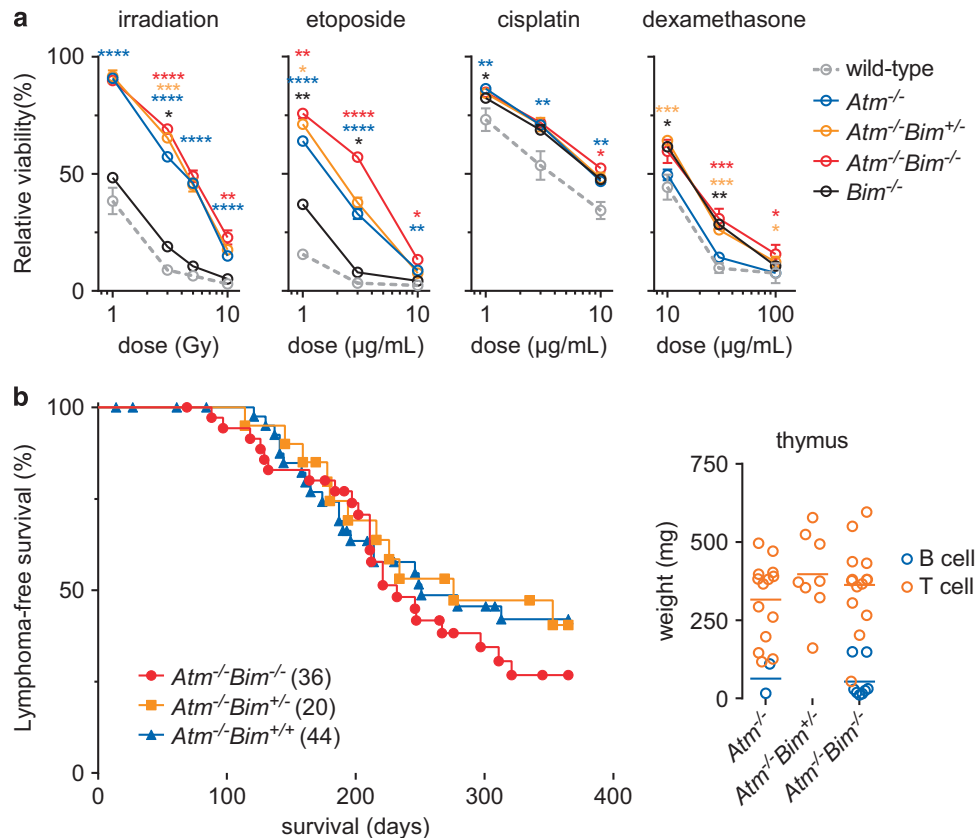 a
irradiation
etoposide
cisplatin
dexamethasone
100
50
0
Relative viability(%)
****
****
***
****
*
****
**
****
1
10
dose (Gy)
**
*
****
**
****
****
*
*
**
1
10
dose (µg/mL)
**
*
**
**
*
1
10
dose (µg/mL)
***
*
***
***
**
*
*
10
100
dose (µg/mL)
wild-type
Atm-/-
Atm-/-Bim+/-
Atm-/-Bim-/-
Bim-/-
b
100
50
0
Lymphoma-free survival (%)
Atm-/-Bim-/- (36)
Atm-/-Bim+/- (20)
Atm-/-Bim+/+ (44)
0
100
200
300
400
survival (days)
thymus
750
500
250
0
weight (mg)
B cell
T cell
Atm-/-
Atm-/-Bim+/-
Atm-/-Bim-/-